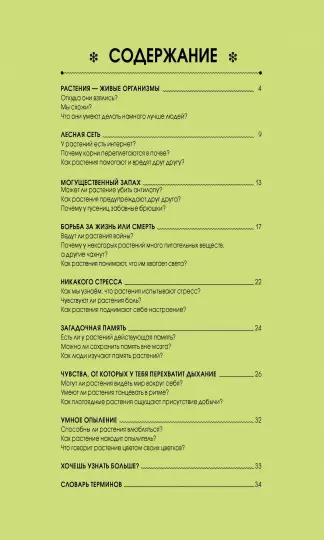 СОДЕРЖАНИЕ
РАСТЕНИЯ — ЖИВЫЕ ОРГАНИЗМЫ 4
Откуда они взялись?
Мы схожи?
Что они умеют делать намного лучше людей?
ЛЕСНАЯ СЕТЬ 9
У растений есть интернет?
Почему корни переплетаются в почве?
Как растения помогают и вредят друг другу?
МОГУЩЕСТВЕННЫЙ ЗАПАХ 13
Может ли растение убить антилопу?
Как растения предупреждают друг друга?
Почему у гусениц забавные брюшки?
БОРЬБА ЗА ЖИЗНЬ ИЛИ СМЕРТЬ 17
Ведут ли растения войны?
Почему у некоторых растений много питательных веществ,
а другие чахнут?
Как растения понимают, что им хватает света?
НИКАКОГО СТРЕССА 22
Как мы узнаём, что растения испытывают стресс?
Чувствуют ли растения боль?
Как растения поднимают себе настроение?
ЗАГАДОЧНАЯ ПАМЯТЬ 24
Есть ли у растений действующая память?
Можно ли сохранить память вне мозга?
Как люди изучают память растений?
ЧУВСТВА, ОТ КОТОРЫХ У ТЕБЯ ПЕРЕХВАТИТ ДЫХАНИЕ 26
Могут ли растения видеть мир вокруг себя?
Умеют ли растения танцевать в ритме?
Как плотоядные растения ощущают присутствие добычи?
УМНОЕ ОПЫЛЕНИЕ 32
Способны ли растения влюбляться?
Как растение находит опылитель?
Что говорит растение цветом своих цветков?
ХОЧЕШЬ УЗНАТЬ БОЛЬШЕ? 33
СЛОВАРЬ ТЕРМИНОВ 34